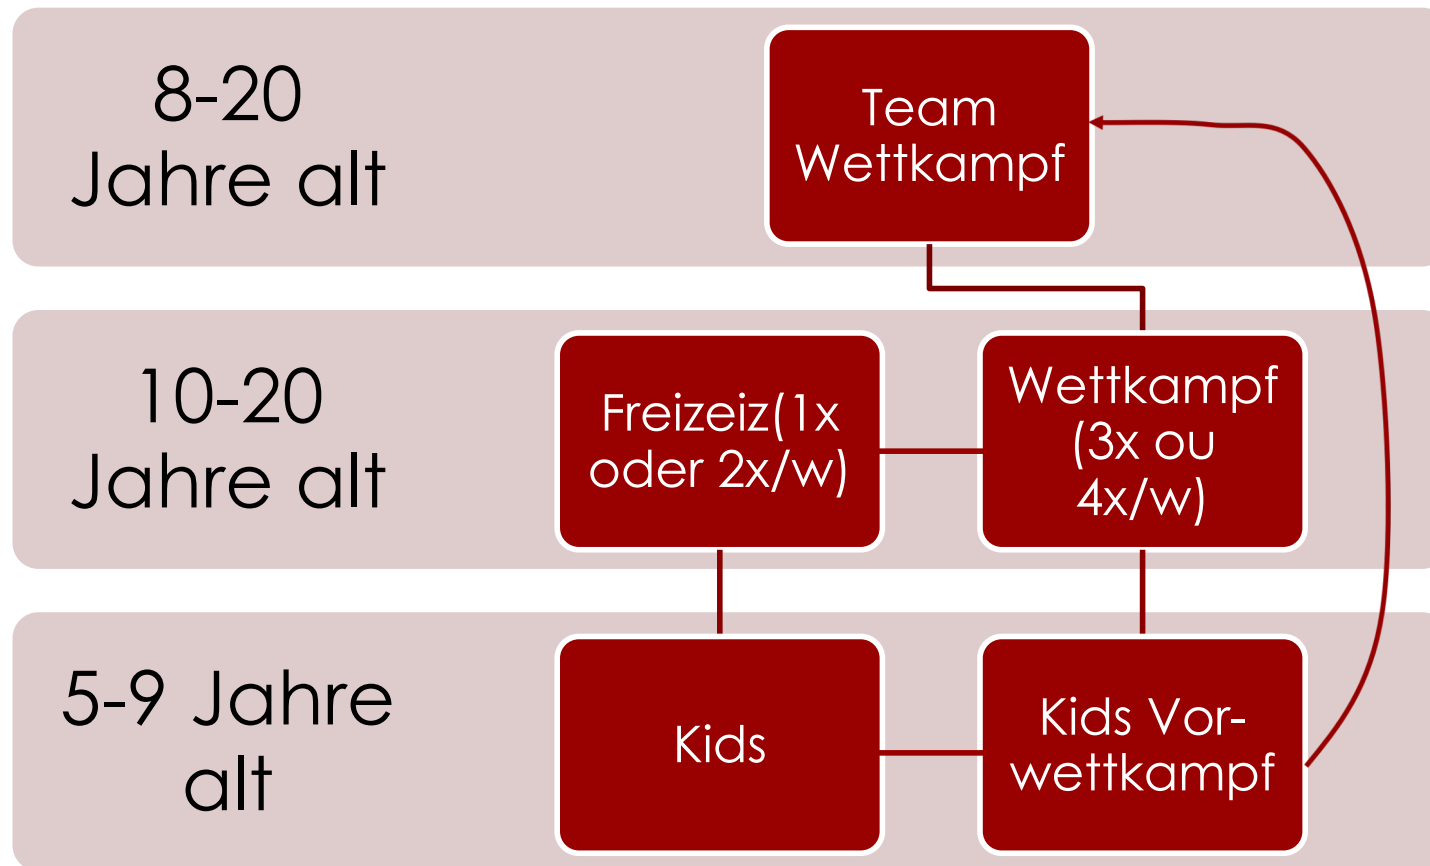 8-20
Jahre alt
Team
Wettkampf
10-20
Jahre alt
Freizeiz(1x
oder 2x/w)
Wettkampf
(3x ou
4x/w)
5-9 Jahre
alt
Kids
Kids Vor-
wettkampf